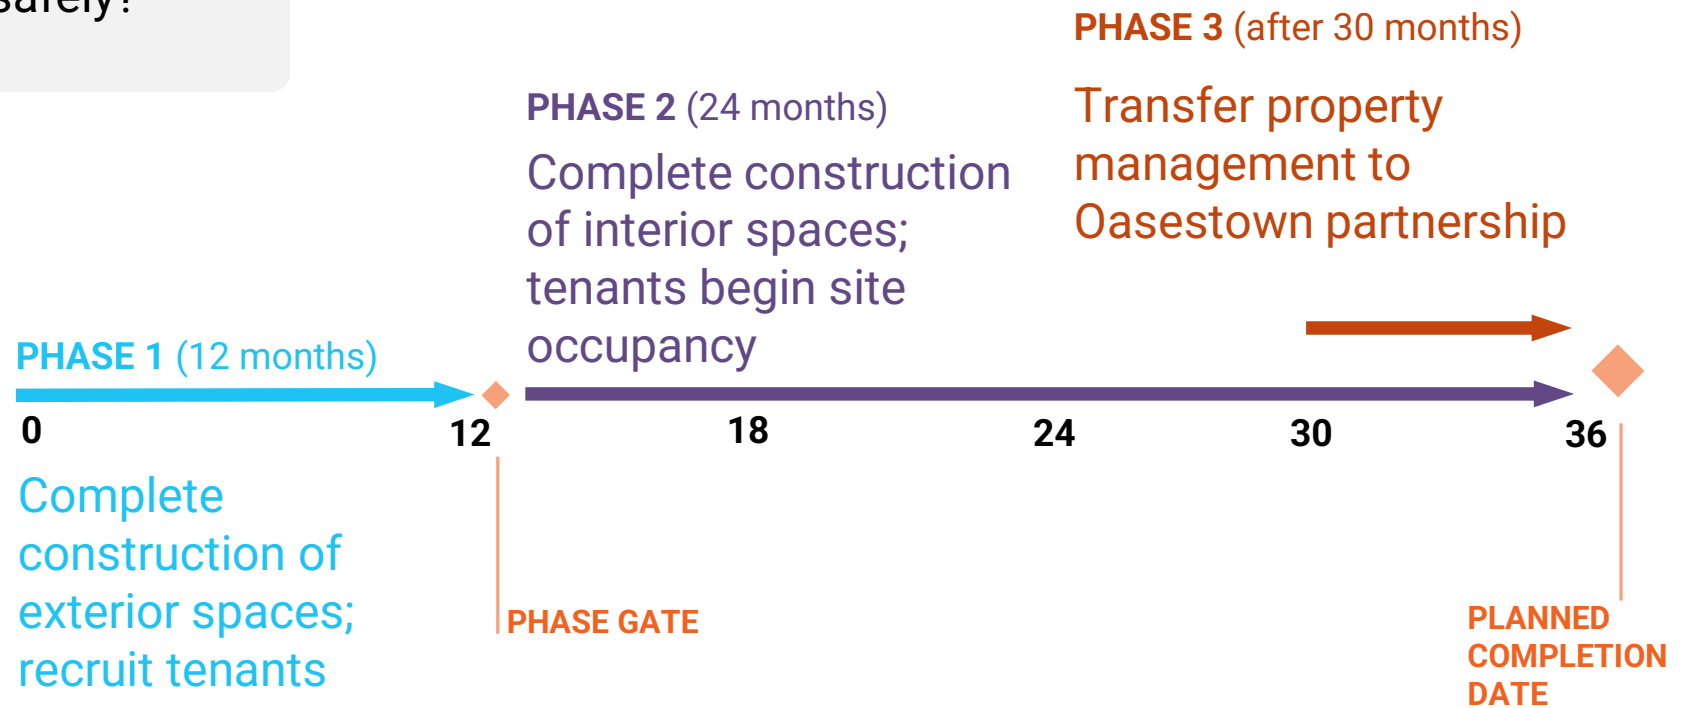 safely?
PHASE 3 (after 30 months)
Transfer property
management to
Oasestown partnership
PHASE 2 (24 months)
Complete construction
of interior spaces;
tenants begin site
occupancy
PHASE 1 (12 months)
0
12
18
24
30
36
Complete
construction of
exterior spaces;
recruit tenants
PHASE GATE
PLANNED
COMPLETION
DATE